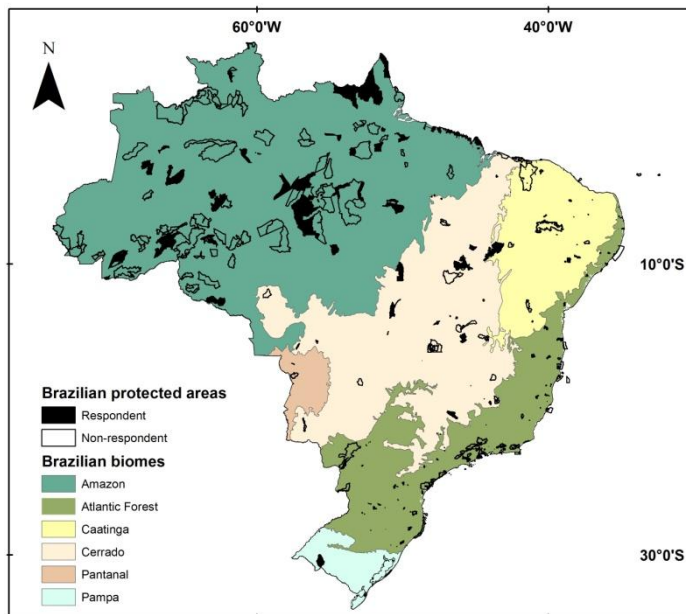 60°0'W
40°0'W
N
10°0'S
30°0'S
Brazilian protected areas
Respondent
Non-respondent
Brazilian biomes
Amazon
Atlantic Forest
Caatinga
Cerrado
Pantanal
Pampa